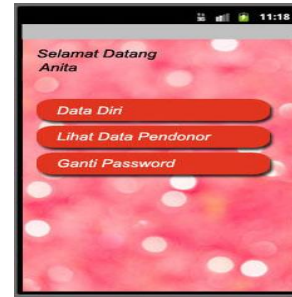 11:18
Selamat Datang
Anita
Data Diri
Lihat Data Pendonor
Ganti Password